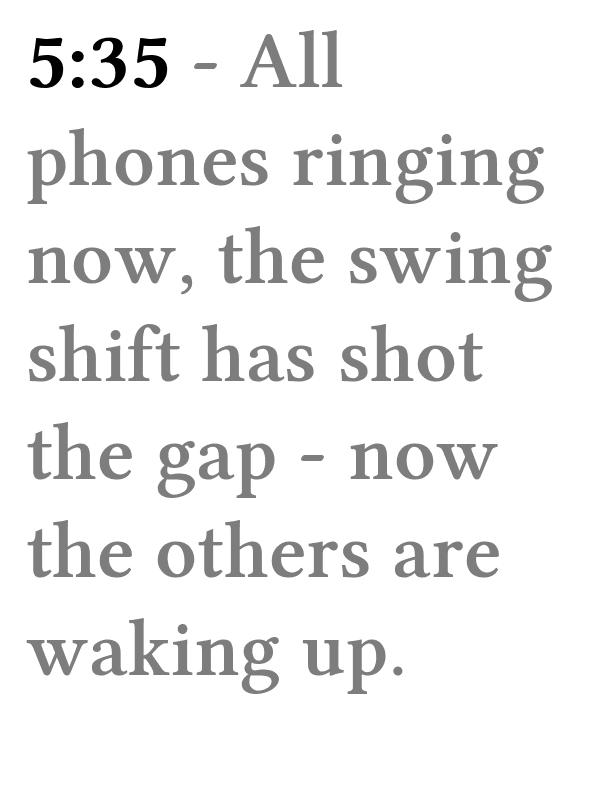 5:35 - All
phones ringing
now, the swing
shift has shot
the gap - now
the others are
waking up.